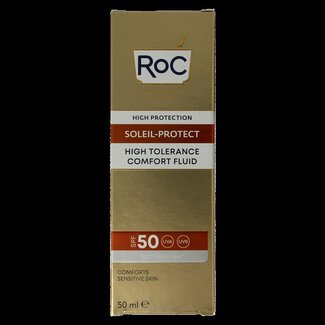 RoC
HIGH PROTECTION
SOLEIL-PROTECT
HIGH TOLERANCE
COMFORT FLUID
SPF 50 UVA UVB
COMFORTS
SENSITIVE SKIN
50 ml ℮